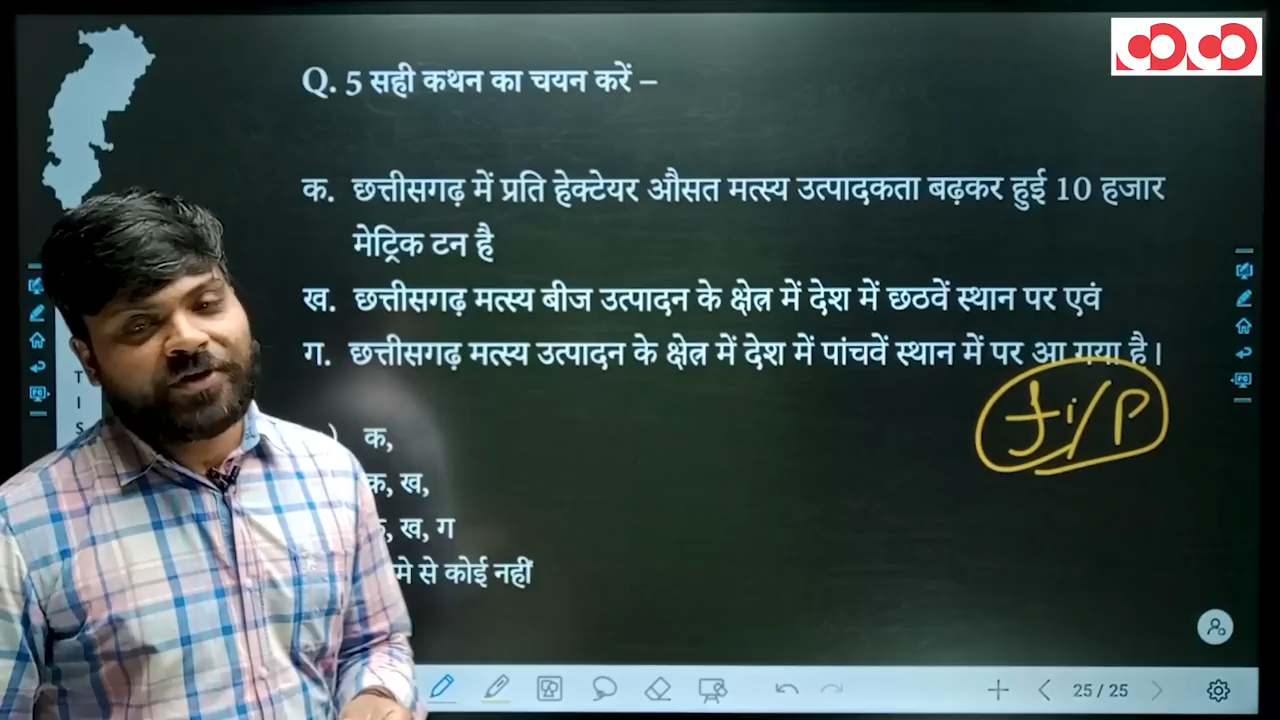 Q. 5 सही कथन का चयन करें –
क. छत्तीसगढ़ में प्रति हेक्टेयर औसत मत्स्य उत्पादकता बढ़कर हुई 10 हजार
मेट्रिक टन है
ख. छत्तीसगढ़ मत्स्य बीज उत्पादन के क्षेत्र में देश में छठवें स्थान पर एवं
ग. छत्तीसगढ़ मत्स्य उत्पादन के क्षेत्र में देश में पांचवें स्थान में पर आ गया है।
) क,
क, ख,
ख, ग
से कोई नहीं
T
I
S
25 / 25